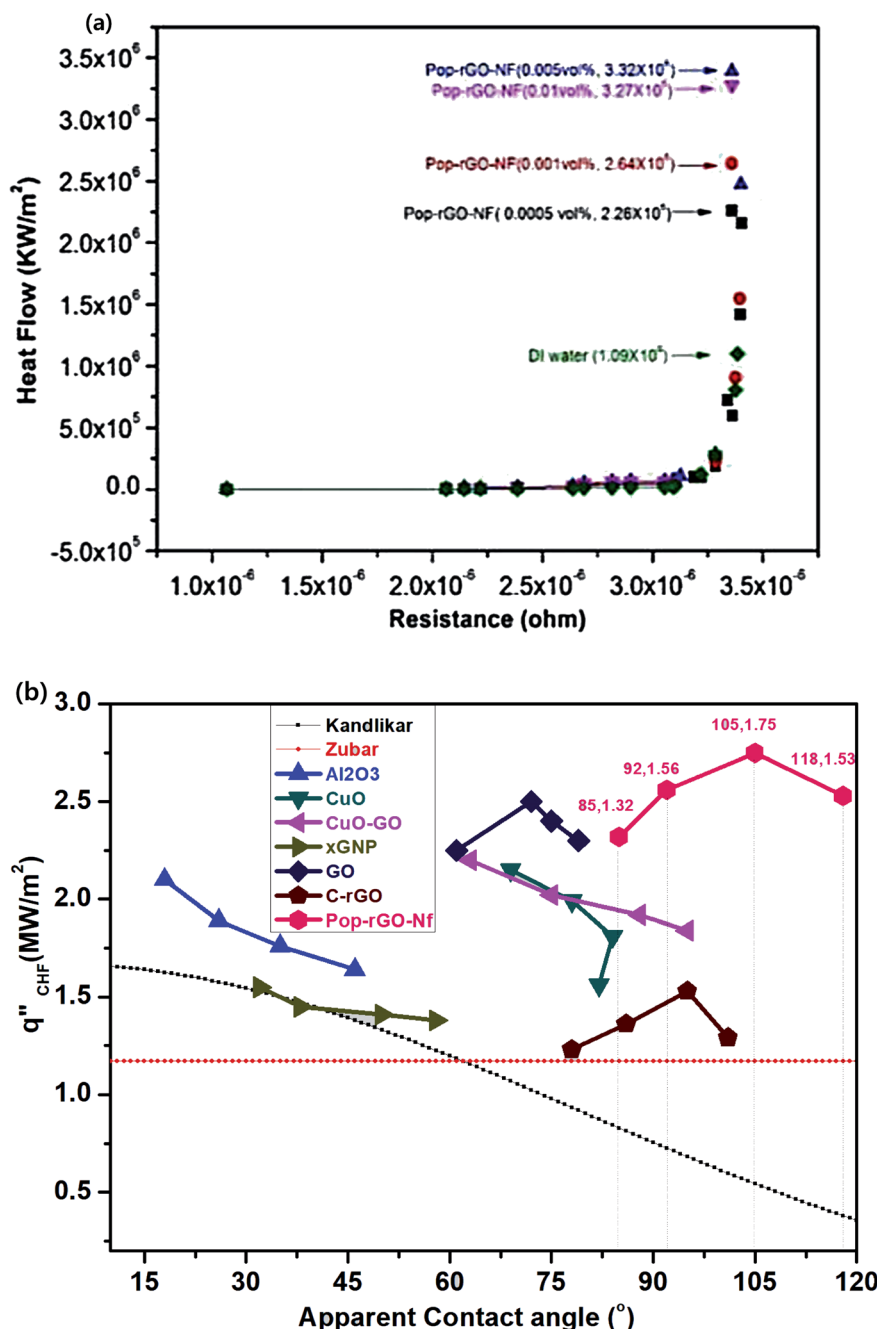 (a)
3.5x10⁶
3.0x10⁶
2.5x10⁶
2.0x10⁶
1.5x10⁶
1.0x10⁶
5.0x10⁵
0.0
-5.0x10⁵
Heat Flow (KW/m²)
Pop-rGO-NF(0.005vol%, 3.32X10⁶)
Pop-rGO-NF(0.01vol%, 3.27X10⁶)
Pop-rGO-NF(0.001vol%, 2.64X10⁶)
Pop-rGO-NF( 0.0005 vol%, 2.26X10⁶)
DI water (1.09X10⁶)
1.0x10⁻⁶ 1.5x10⁻⁶ 2.0x10⁻⁶ 2.5x10⁻⁶ 3.0x10⁻⁶ 3.5x10⁻⁶
Resistance (ohm)
(b)
3.0
2.5
2.0
1.5
1.0
0.5
q"CHF(MW/m²)
Kandlikar
Zubar
Al2O3
CuO
CuO-GO
xGNP
GO
C-rGO
Pop-rGO-Nf
85,1.32
92,1.56
105,1.75
118,1.53
15 30 45 60 75 90 105 120
Apparent Contact angle (°)